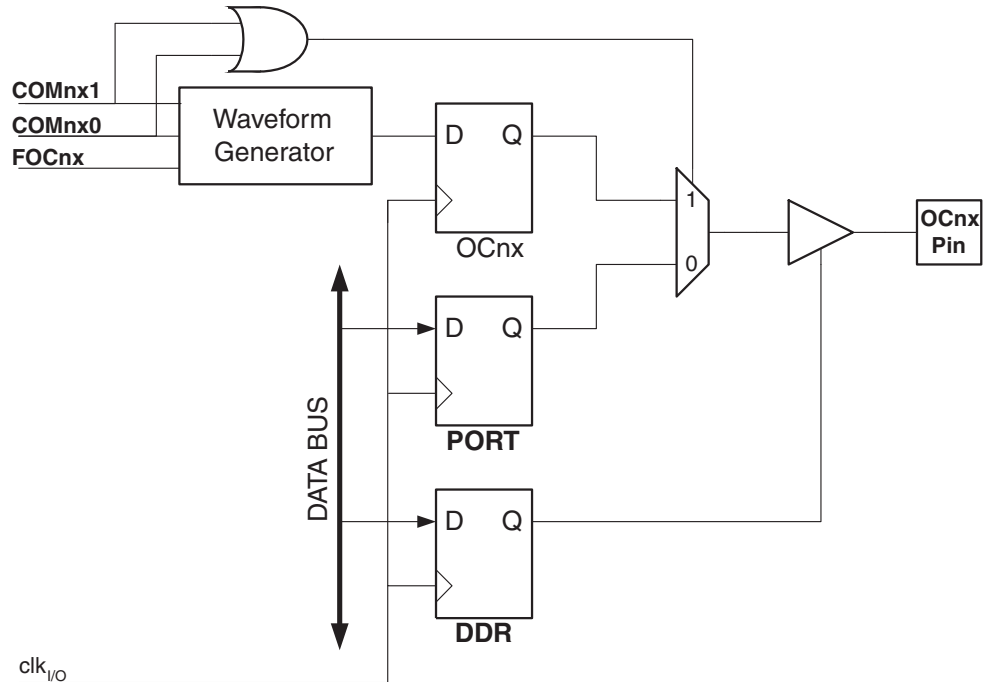 COMnx1
COMnx0
FOCnx
Waveform
Generator
D Q
OCnx
1
0
OCnx
Pin
DATA BUS
D Q
PORT
D Q
DDR
clkI/O